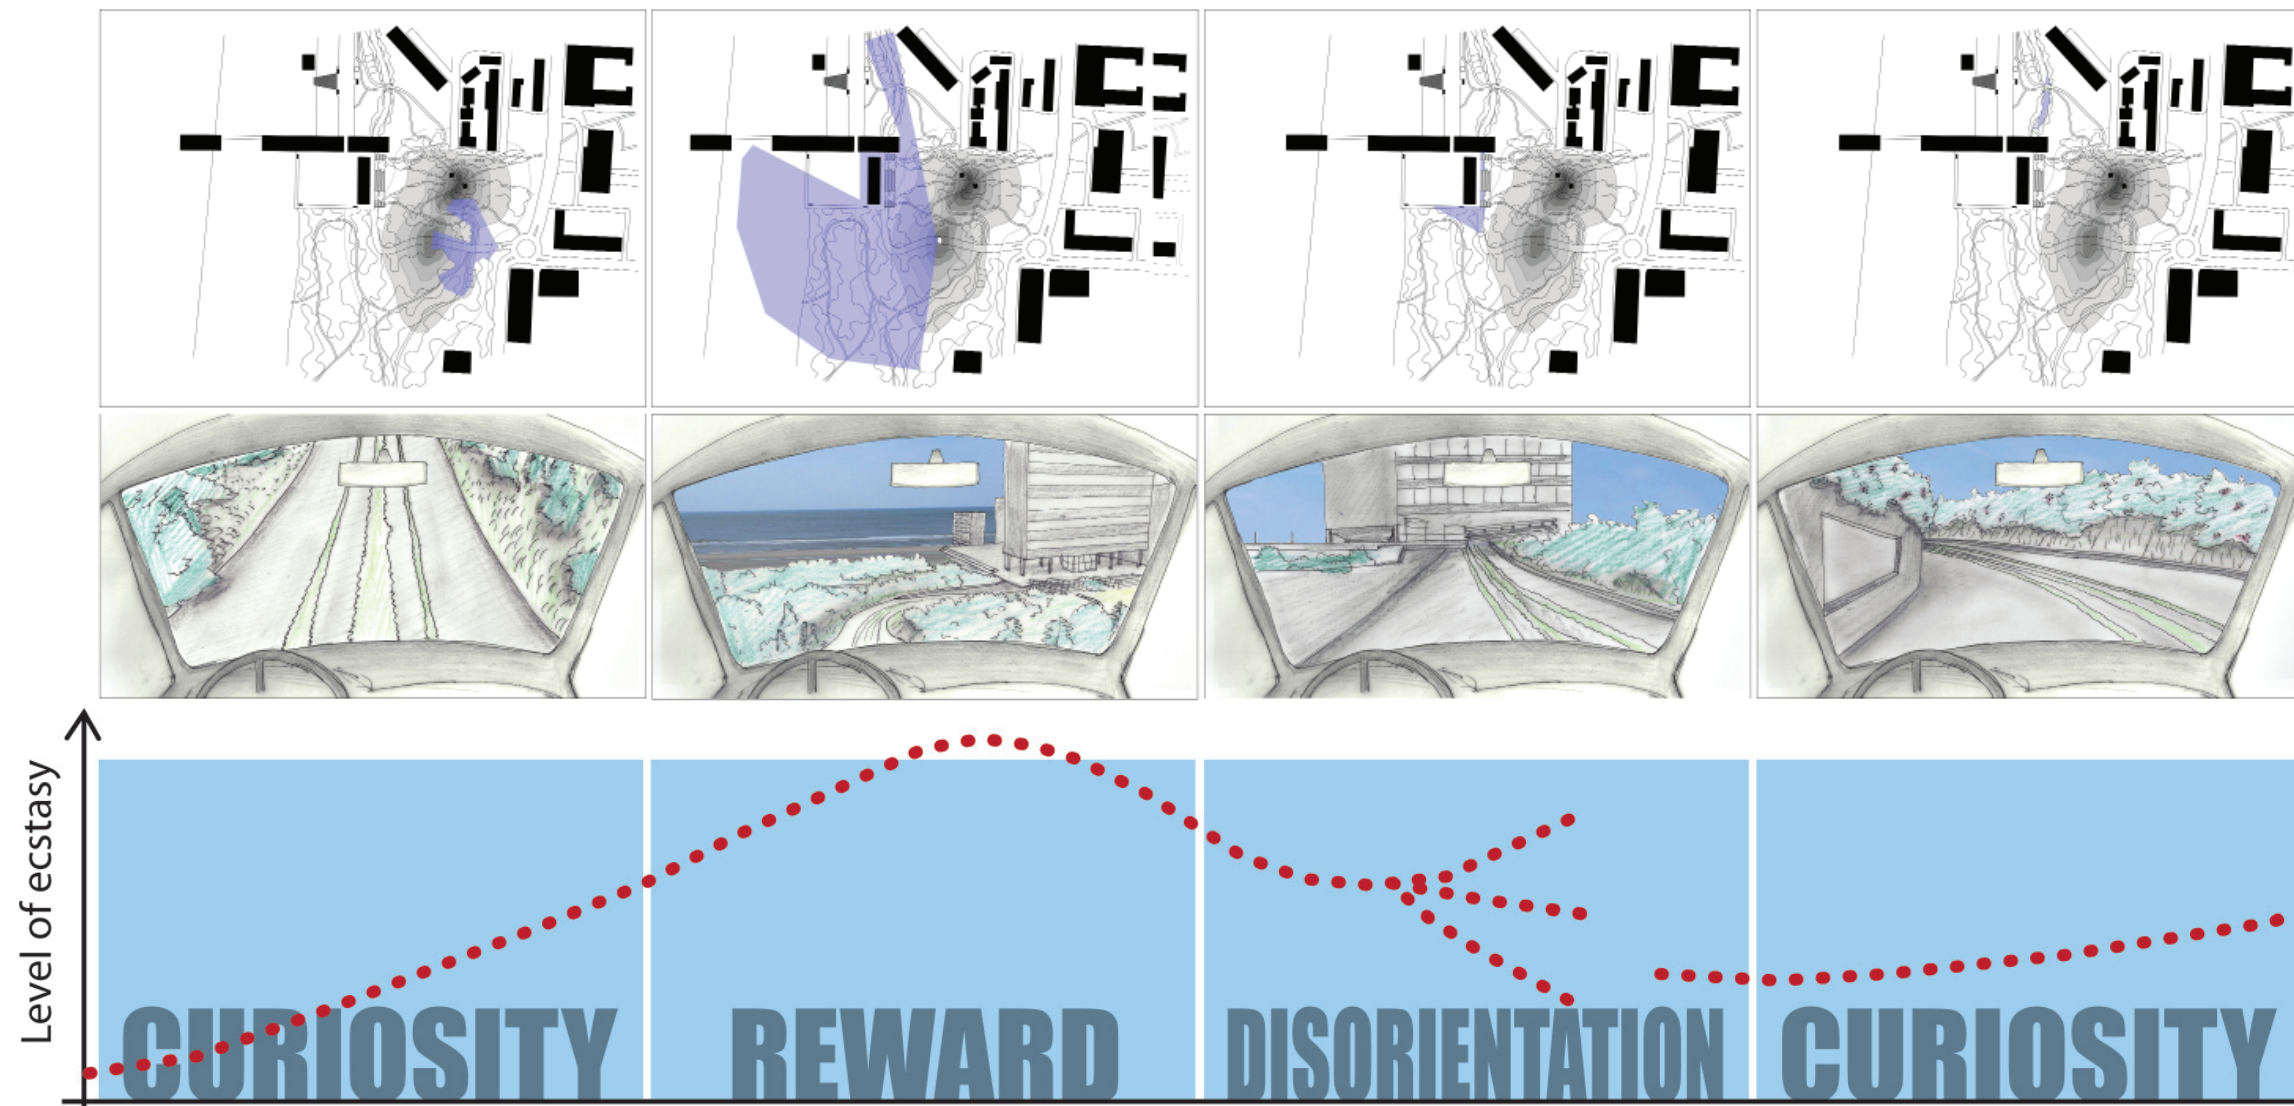 Level of ecstasy
CURIOSITY
REWARD
DISORIENTATION
CURIOSITY